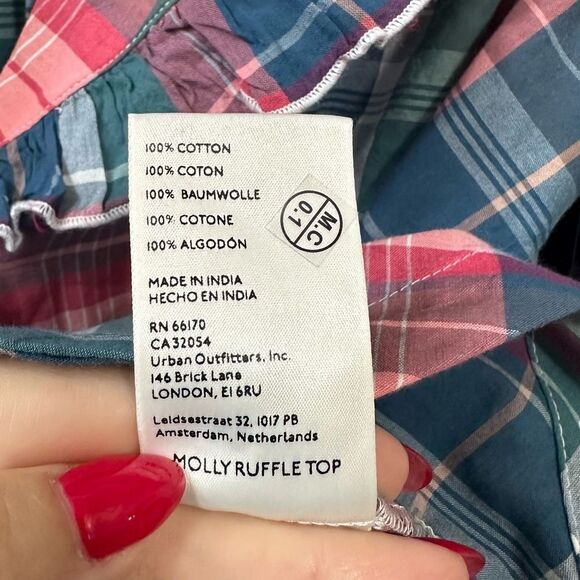 100% COTTON
100% COTON
100% BAUMWOLLE
100% COTONE
100% ALGODÓN
M.C
0.1
MADE IN INDIA
HECHO EN INDIA
RN 66170
CA 32054
Urban Outfitters, Inc.
146 Brick Lane
LONDON, E1 6RU
Leidsestraat 32, 1017 PB
Amsterdam, Netherlands
MOLLY RUFFLE TOP